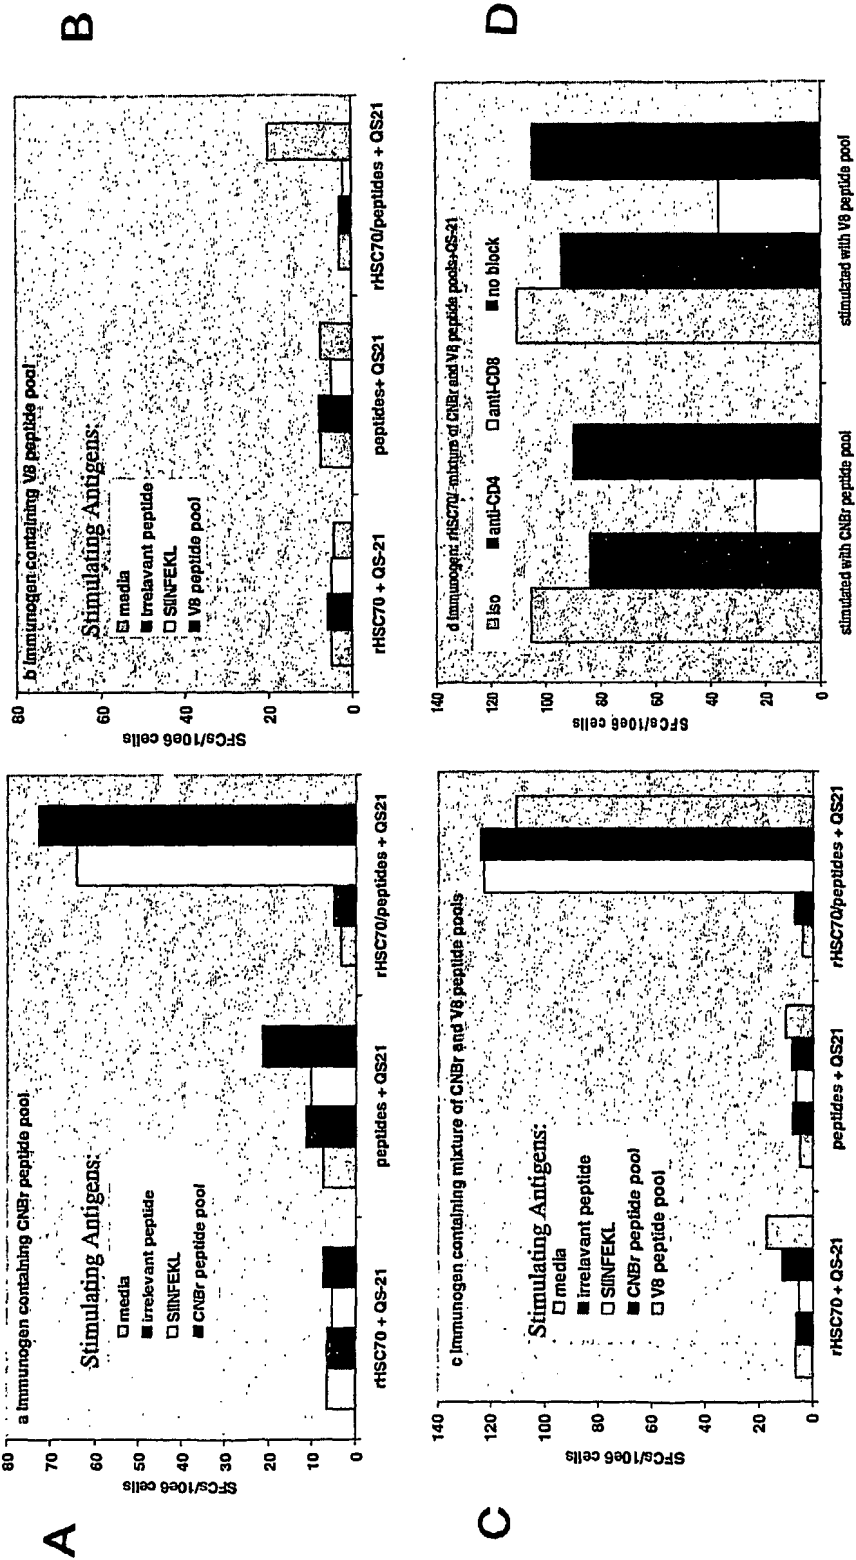 A
a Immunogen containing CNBr peptide pool
Stimulating Antigens:
media
irrelevant peptide
SIINFEKL
CNBr peptide pool
SFCs/10e6 cells
80
70
60
50
40
30
20
10
0
rHSC70 + QS-21
peptides + QS21
rHSC70/peptides + QS21
B
b Immunogen containing V8 peptide pool
Stimulating Antigens:
media
irrelavant peptide
SIINFEKL
V8 peptide pool
SFCs/10e6 cells
80
60
40
20
0
rHSC70 + QS-21
peptides+ QS21
rHSC70/peptides + QS21
C
c Immunogen containing mixture of CNBr and V8 peptide pools
Stimulating Antigens:
media
irrelavant peptide
SIINFEKL
CNBr peptide pool
V8 peptide pool
SFCs/10e6 cells
140
120
100
80
60
40
20
0
rHSC70 + QS-21
peptides + QS21
rHSC70/peptides + QS21
D
d Immunogen: rHSC70/ mixture of CNBr and V8 peptide pools+QS-21
iso
anti-CD4
anti-CD8
no block
SFCs/10e6 cells
140
120
100
80
60
40
20
0
stimulated with CNBr peptide pool
stimulated with V8 peptide pool